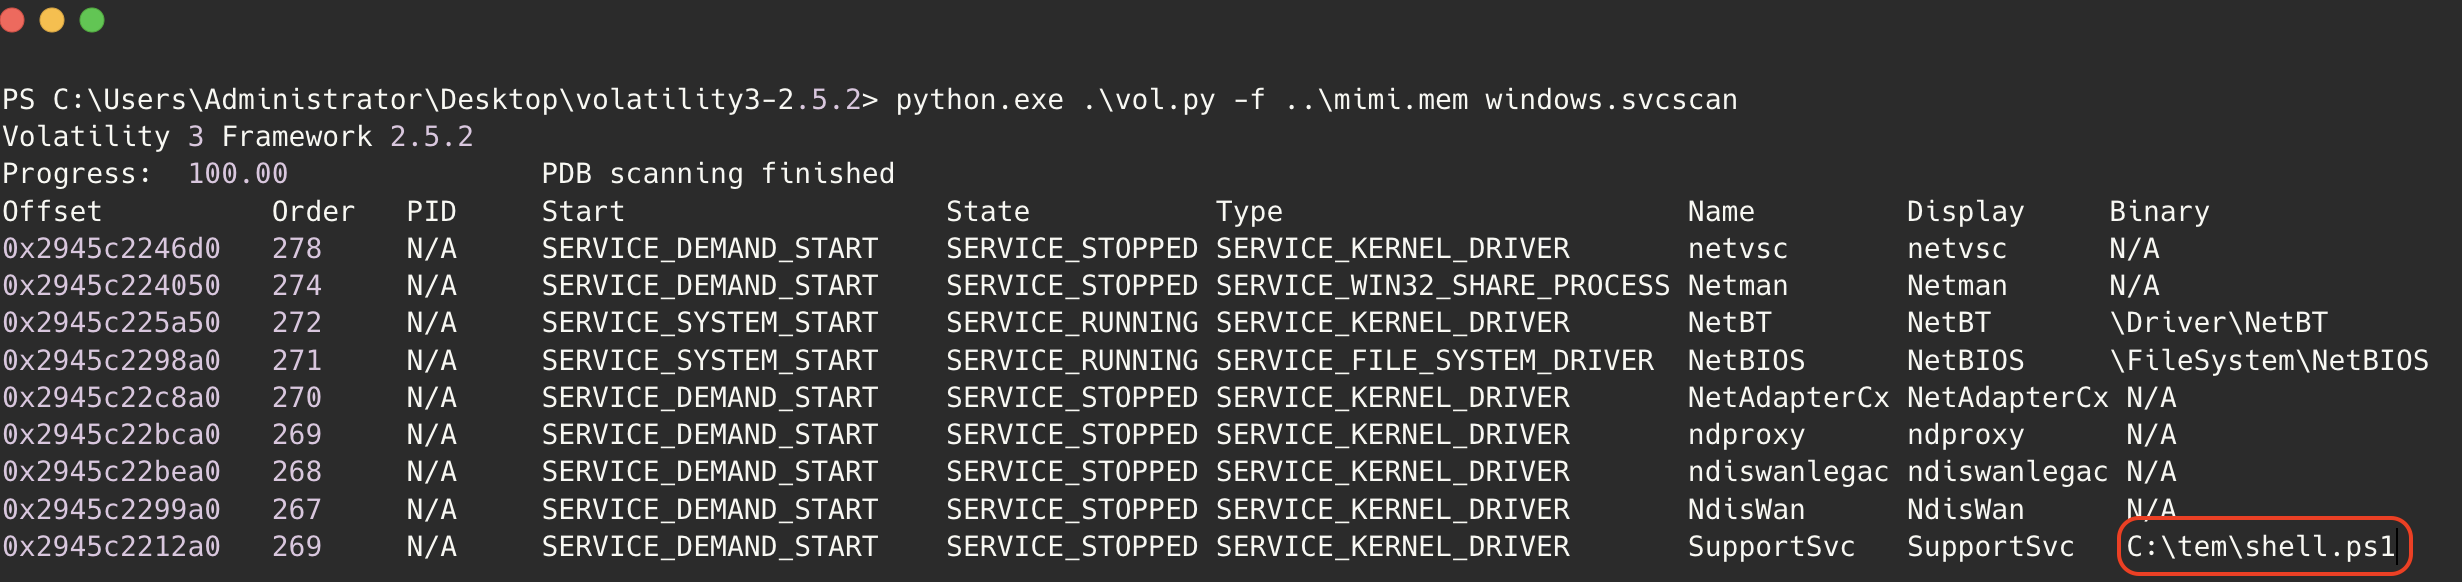 PS C:\Users\Administrator\Desktop\volatility3-2.5.2> python.exe .\vol.py -f ..\mimi.mem windows.svcscan
Volatility 3 Framework 2.5.2
Progress:  100.00               PDB scanning finished
Offset          Order   PID     Start                   State           Type                        Name         Display     Binary
0x2945c2246d0   278     N/A     SERVICE_DEMAND_START    SERVICE_STOPPED SERVICE_KERNEL_DRIVER       netvsc       netvsc      N/A
0x2945c224050   274     N/A     SERVICE_DEMAND_START    SERVICE_STOPPED SERVICE_WIN32_SHARE_PROCESS Netman       Netman      N/A
0x2945c225a50   272     N/A     SERVICE_SYSTEM_START    SERVICE_RUNNING SERVICE_KERNEL_DRIVER       NetBT        NetBT       \Driver\NetBT
0x2945c2298a0   271     N/A     SERVICE_SYSTEM_START    SERVICE_RUNNING SERVICE_FILE_SYSTEM_DRIVER  NetBIOS      NetBIOS     \FileSystem\NetBIOS
0x2945c22c8a0   270     N/A     SERVICE_DEMAND_START    SERVICE_STOPPED SERVICE_KERNEL_DRIVER       NetAdapterCx NetAdapterCx N/A
0x2945c22bca0   269     N/A     SERVICE_DEMAND_START    SERVICE_STOPPED SERVICE_KERNEL_DRIVER       ndproxy      ndproxy      N/A
0x2945c22bea0   268     N/A     SERVICE_DEMAND_START    SERVICE_STOPPED SERVICE_KERNEL_DRIVER       ndiswanlegac ndiswanlegac N/A
0x2945c2299a0   267     N/A     SERVICE_DEMAND_START    SERVICE_STOPPED SERVICE_KERNEL_DRIVER       NdisWan      NdisWan      N/A
0x2945c2212a0   269     N/A     SERVICE_DEMAND_START    SERVICE_STOPPED SERVICE_KERNEL_DRIVER       SupportSvc   SupportSvc   C:\tem\shell.ps1